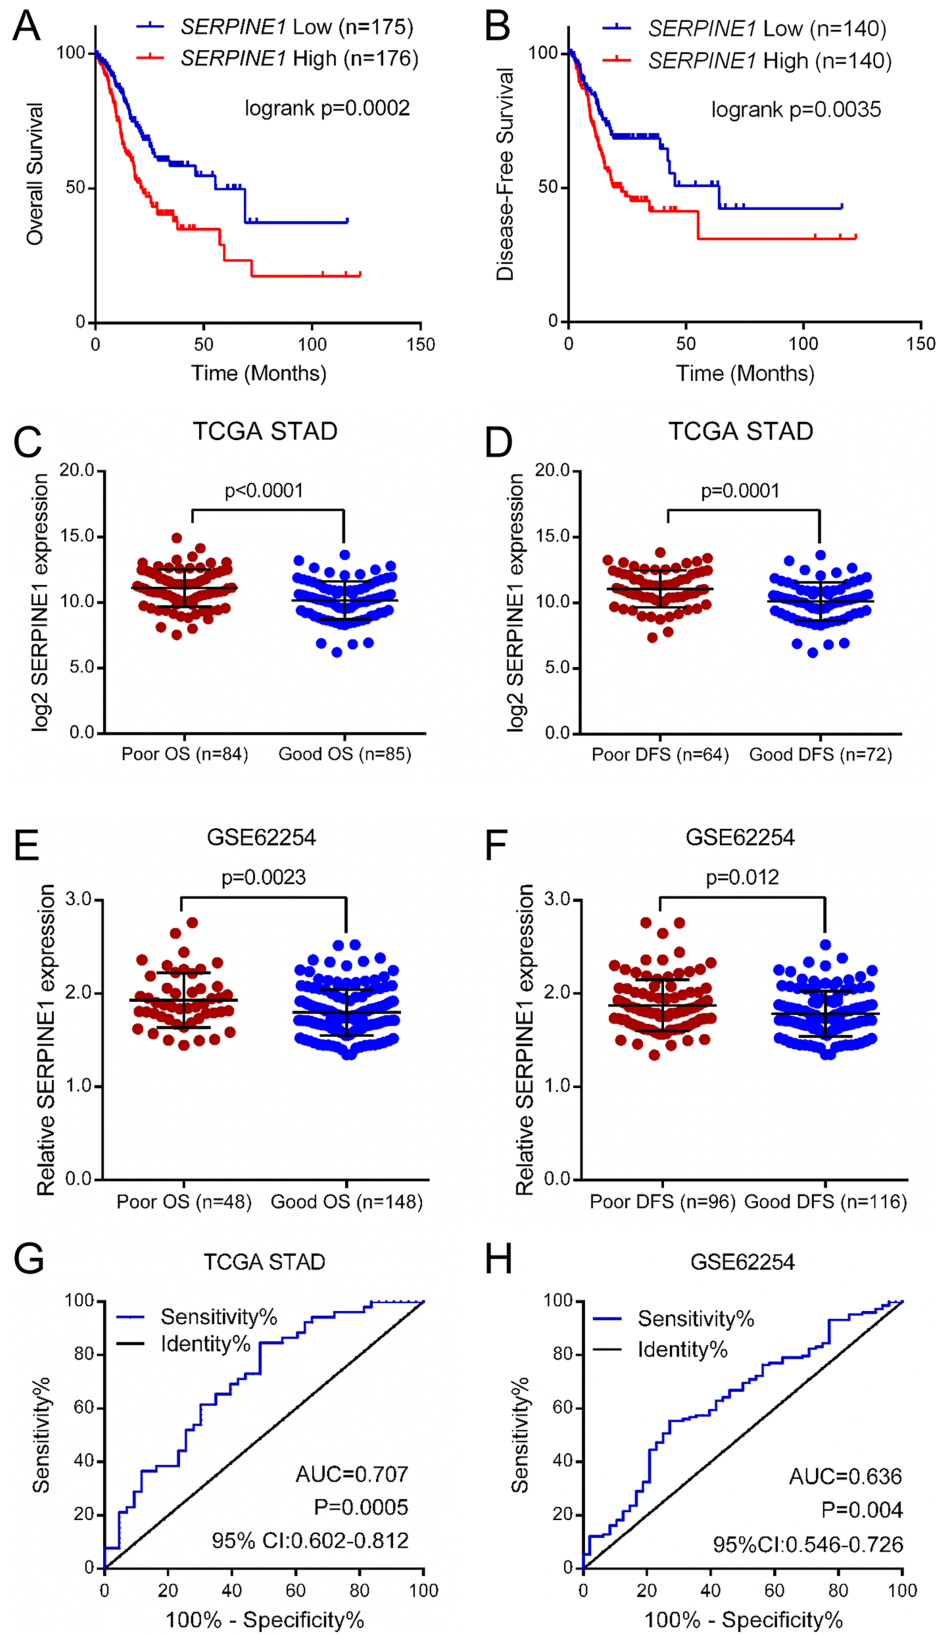 A
SERPINE1 Low (n=175)
SERPINE1 High (n=176)
logrank p=0.0002
Overall Survival
100
50
0
0 50 100 150
Time (Months)
B
SERPINE1 Low (n=140)
SERPINE1 High (n=140)
logrank p=0.0035
Disease-Free Survival
100
50
0
0 50 100 150
Time (Months)
C
TCGA STAD
p<0.0001
log2 SERPINE1 expression
20.0
15.0
10.0
5.0
0.0
Poor OS (n=84) Good OS (n=85)
D
TCGA STAD
p=0.0001
log2 SERPINE1 expression
20.0
15.0
10.0
5.0
0.0
Poor DFS (n=64) Good DFS (n=72)
E
GSE62254
p=0.0023
Relative SERPINE1 expression
3.0
2.0
1.0
0.0
Poor OS (n=48) Good OS (n=148)
F
GSE62254
p=0.012
Relative SERPINE1 expression
3.0
2.0
1.0
0.0
Poor DFS (n=96) Good DFS (n=116)
G
TCGA STAD
Sensitivity%
Identity%
Sensitivity%
100
80
60
40
20
0
AUC=0.707
P=0.0005
95% CI:0.602-0.812
0 20 40 60 80 100
100% - Specificity%
H
GSE62254
Sensitivity%
Identity%
Sensitivity%
100
80
60
40
20
0
AUC=0.636
P=0.004
95%CI:0.546-0.726
0 20 40 60 80 100
100% - Specificity%